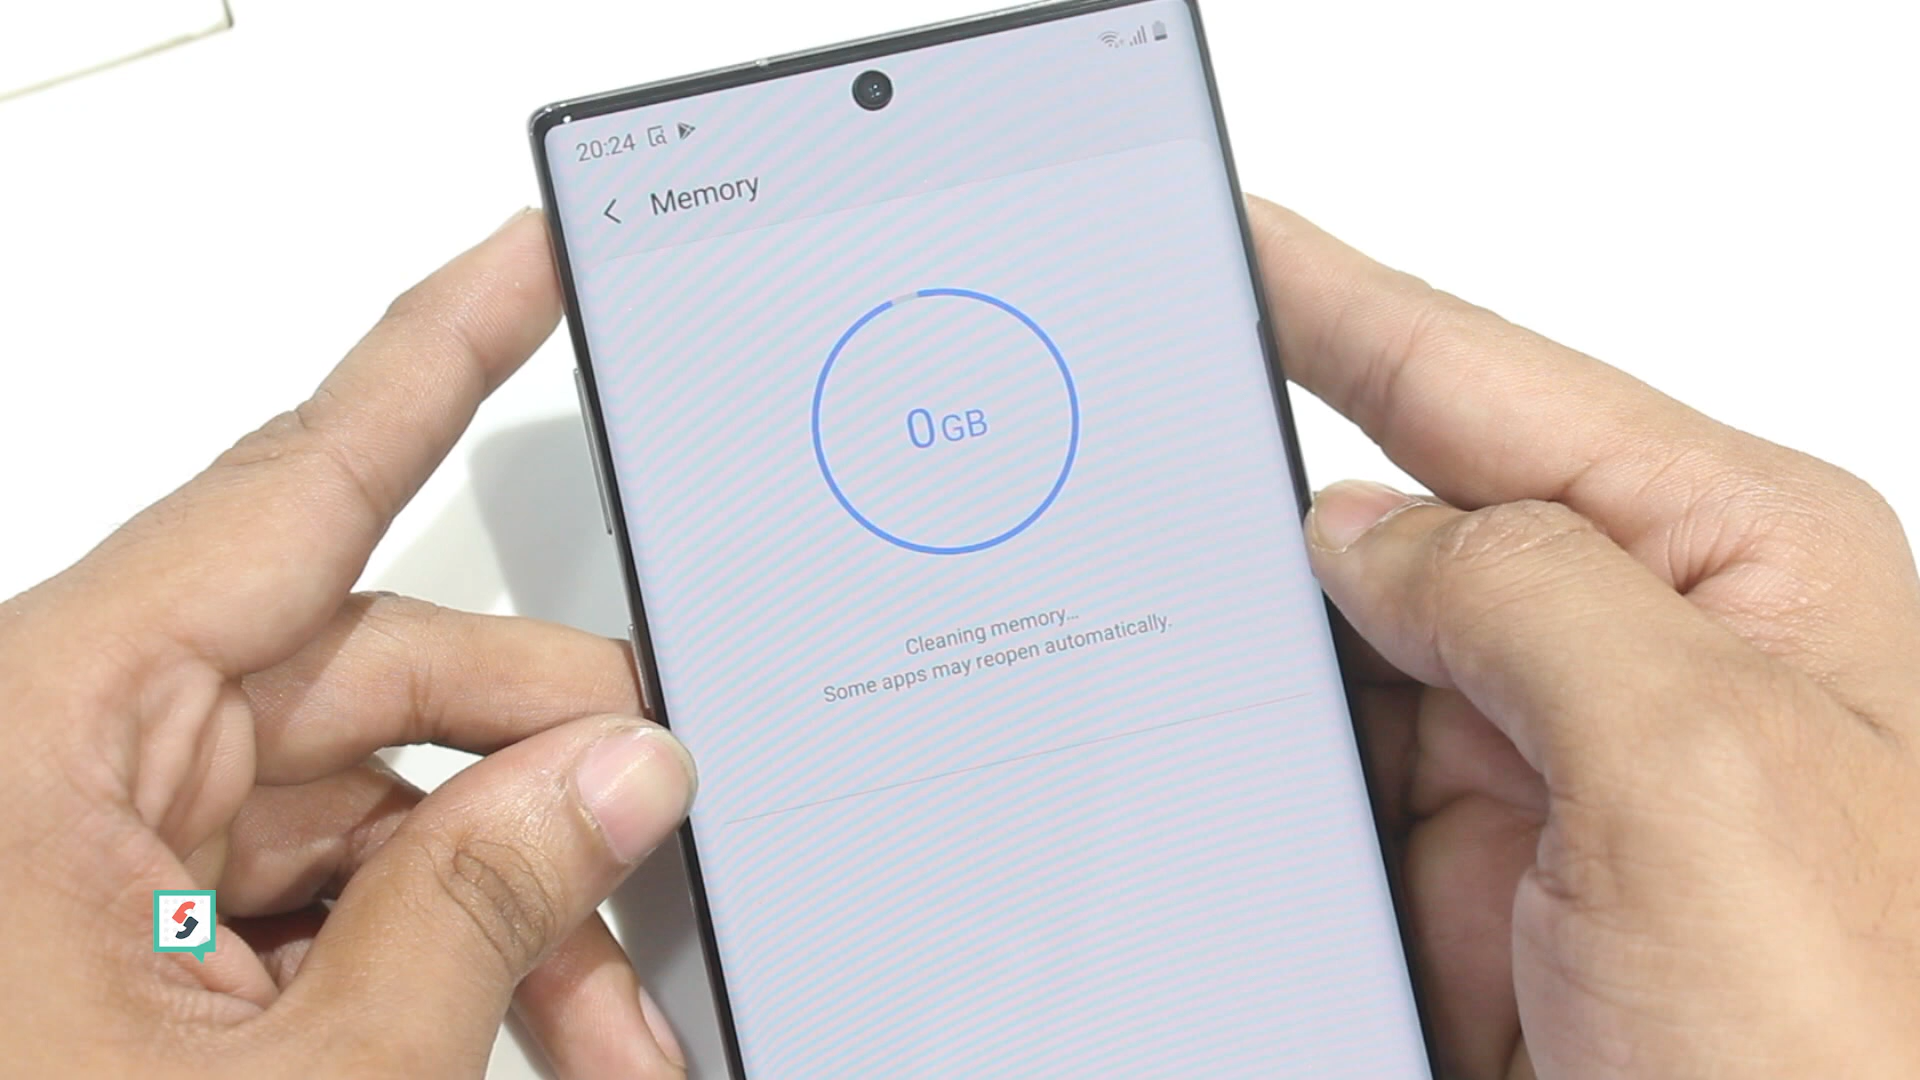 20:24
Memory
0GB
Cleaning memory...
Some apps may reopen automatically.